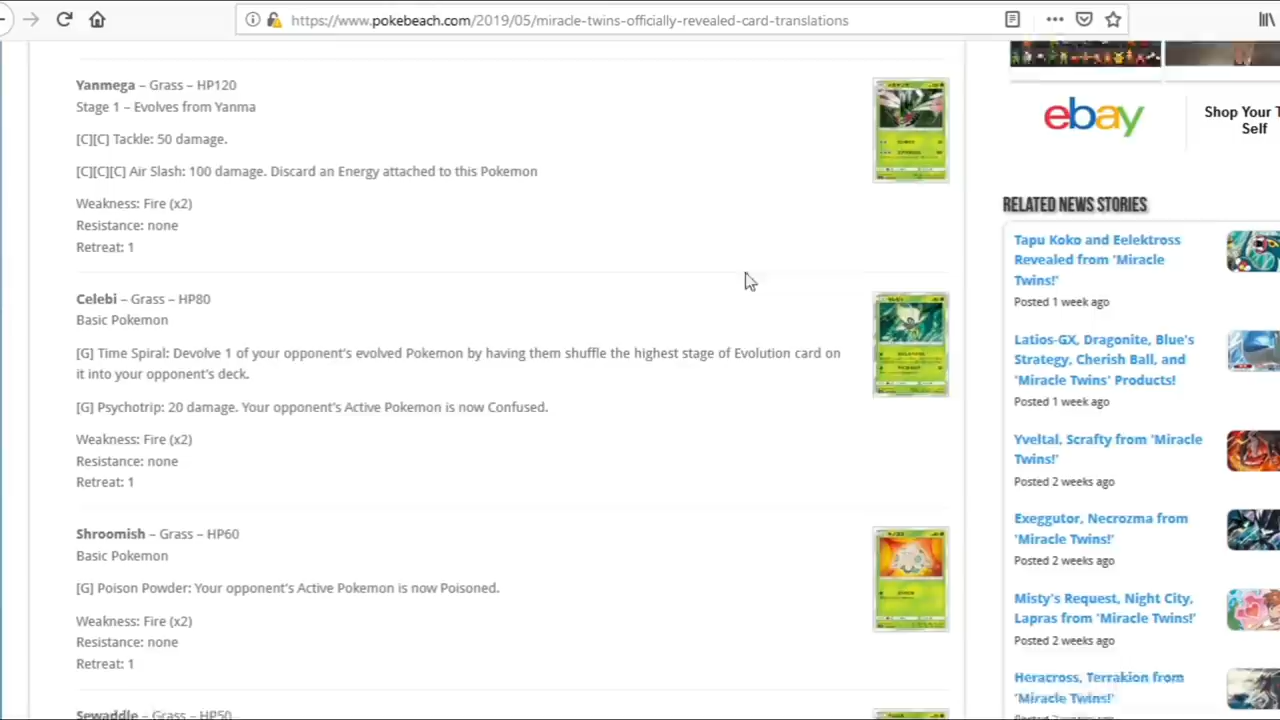 https://www.pokebeach.com/2019/05/miracle-twins-officially-revealed-card-translations
Yanmega – Grass – HP120
Stage 1 – Evolves from Yanma
[C][C] Tackle: 50 damage.
[C][C][C] Air Slash: 100 damage. Discard an Energy attached to this Pokemon
Weakness: Fire (x2)
Resistance: none
Retreat: 1
Celebi – Grass – HP80
Basic Pokemon
[G] Time Spiral: Devolve 1 of your opponent's evolved Pokemon by having them shuffle the highest stage of Evolution card on
it into your opponent's deck.
[G] Psychotrip: 20 damage. Your opponent's Active Pokemon is now Confused.
Weakness: Fire (x2)
Resistance: none
Retreat: 1
Shroomish – Grass – HP60
Basic Pokemon
[G] Poison Powder: Your opponent's Active Pokemon is now Poisoned.
Weakness: Fire (x2)
Resistance: none
Retreat: 1
Sewaddle – Grass – HP50
ebay
Shop Your T
Self
RELATED NEWS STORIES
Tapu Koko and Eelektross
Revealed from 'Miracle
Twins!'
Posted 1 week ago
Latios-GX, Dragonite, Blue's
Strategy, Cherish Ball, and
'Miracle Twins' Products!
Posted 1 week ago
Yveltal, Scrafty from 'Miracle
Twins!'
Posted 2 weeks ago
Exeggutor, Necrozma from
'Miracle Twins!'
Posted 2 weeks ago
Misty's Request, Night City,
Lapras from 'Miracle Twins!'
Posted 2 weeks ago
Heracross, Terrakion from
'Miracle Twins!'